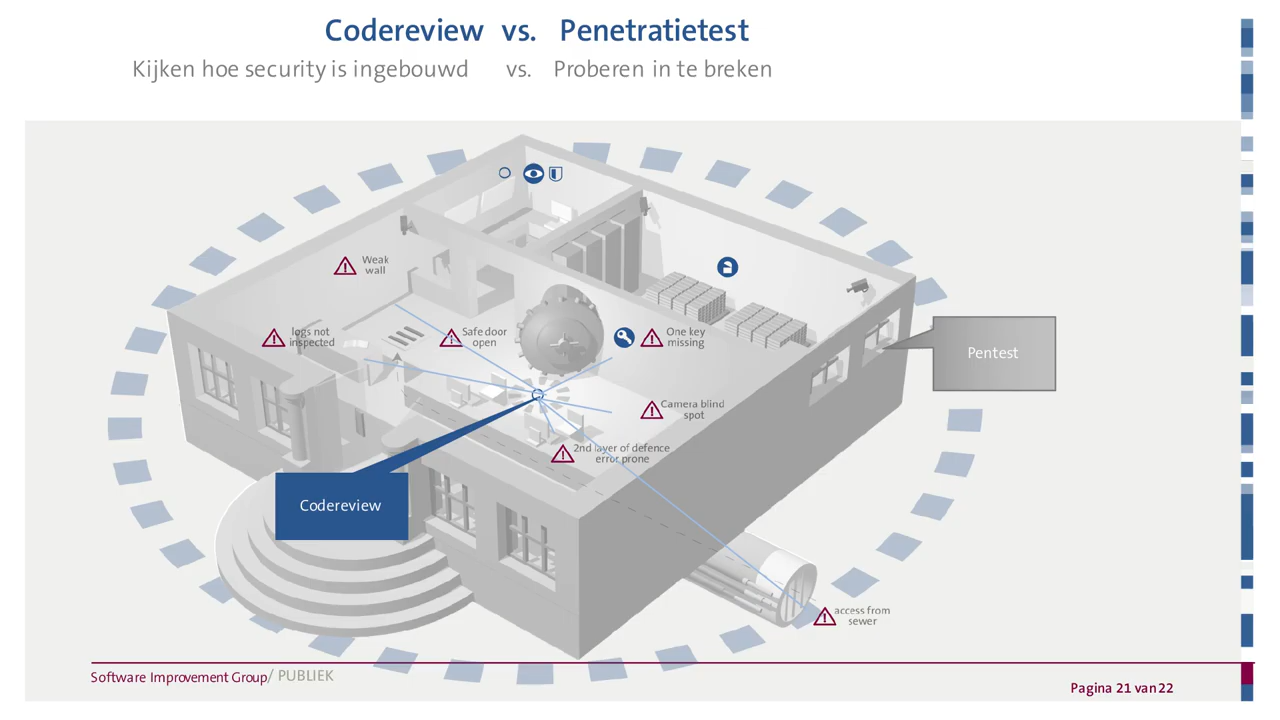 Codereview vs. Penetratietest
Kijken hoe security is ingebouwd vs. Proberen in te breken
Weak
wall
logs not
inspected
Safe door
open
One key
missing
Pentest
Camera blind
spot
2nd layer of defence
error prone
Codereview
access from
sewer
Software Improvement Group/ PUBLIEK
Pagina 21 van 22